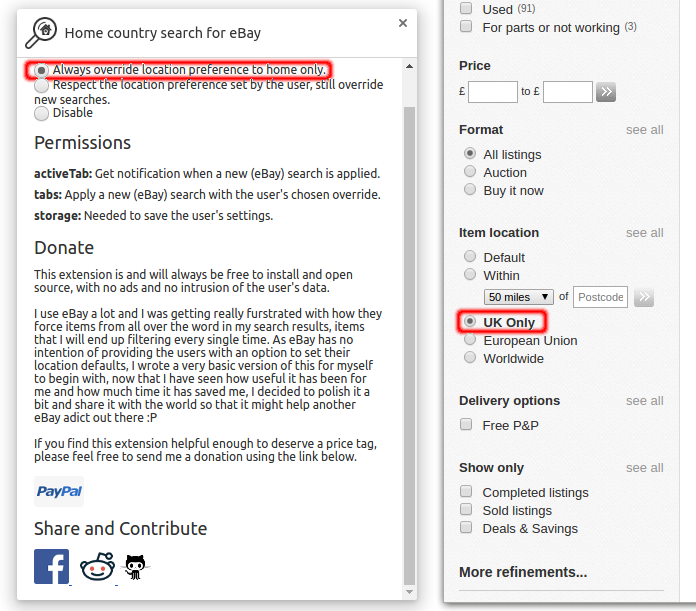 Home country search for eBay
×
Always override location preference to home only.
Respect the location preference set by the user, still override
new searches.
Disable
Permissions
activeTab: Get notification when a new (eBay) search is applied.
tabs: Apply a new (eBay) search with the user's chosen override.
storage: Needed to save the user's settings.
Donate
This extension is and will always be free to install and open
source, with no ads and no intrusion of the user's data.
I use eBay a lot and I was getting really furstrated with how they
force items from all over the word in my search results, items
that I will end up filtering every single time. As eBay has no
intention of providing the users with an option to set their
location defaults, I wrote a very basic version of this for myself
to begin with, now that I have seen how useful it has been for
me and how much time it has saved me, I decided to polish it a
bit and share it with the world so that it might help another
eBay adict out there :P
If you find this extension helpful enough to deserve a price tag,
please feel free to send me a donation using the link below.
PayPal
Share and Contribute
Used (91)
For parts or not working (3)
Price
£ to £
Format see all
All listings
Auction
Buy it now
Item location see all
Default
Within
50 miles of Postcode
UK Only
European Union
Worldwide
Delivery options see all
Free P&P
Show only see all
Completed listings
Sold listings
Deals & Savings
More refinements...